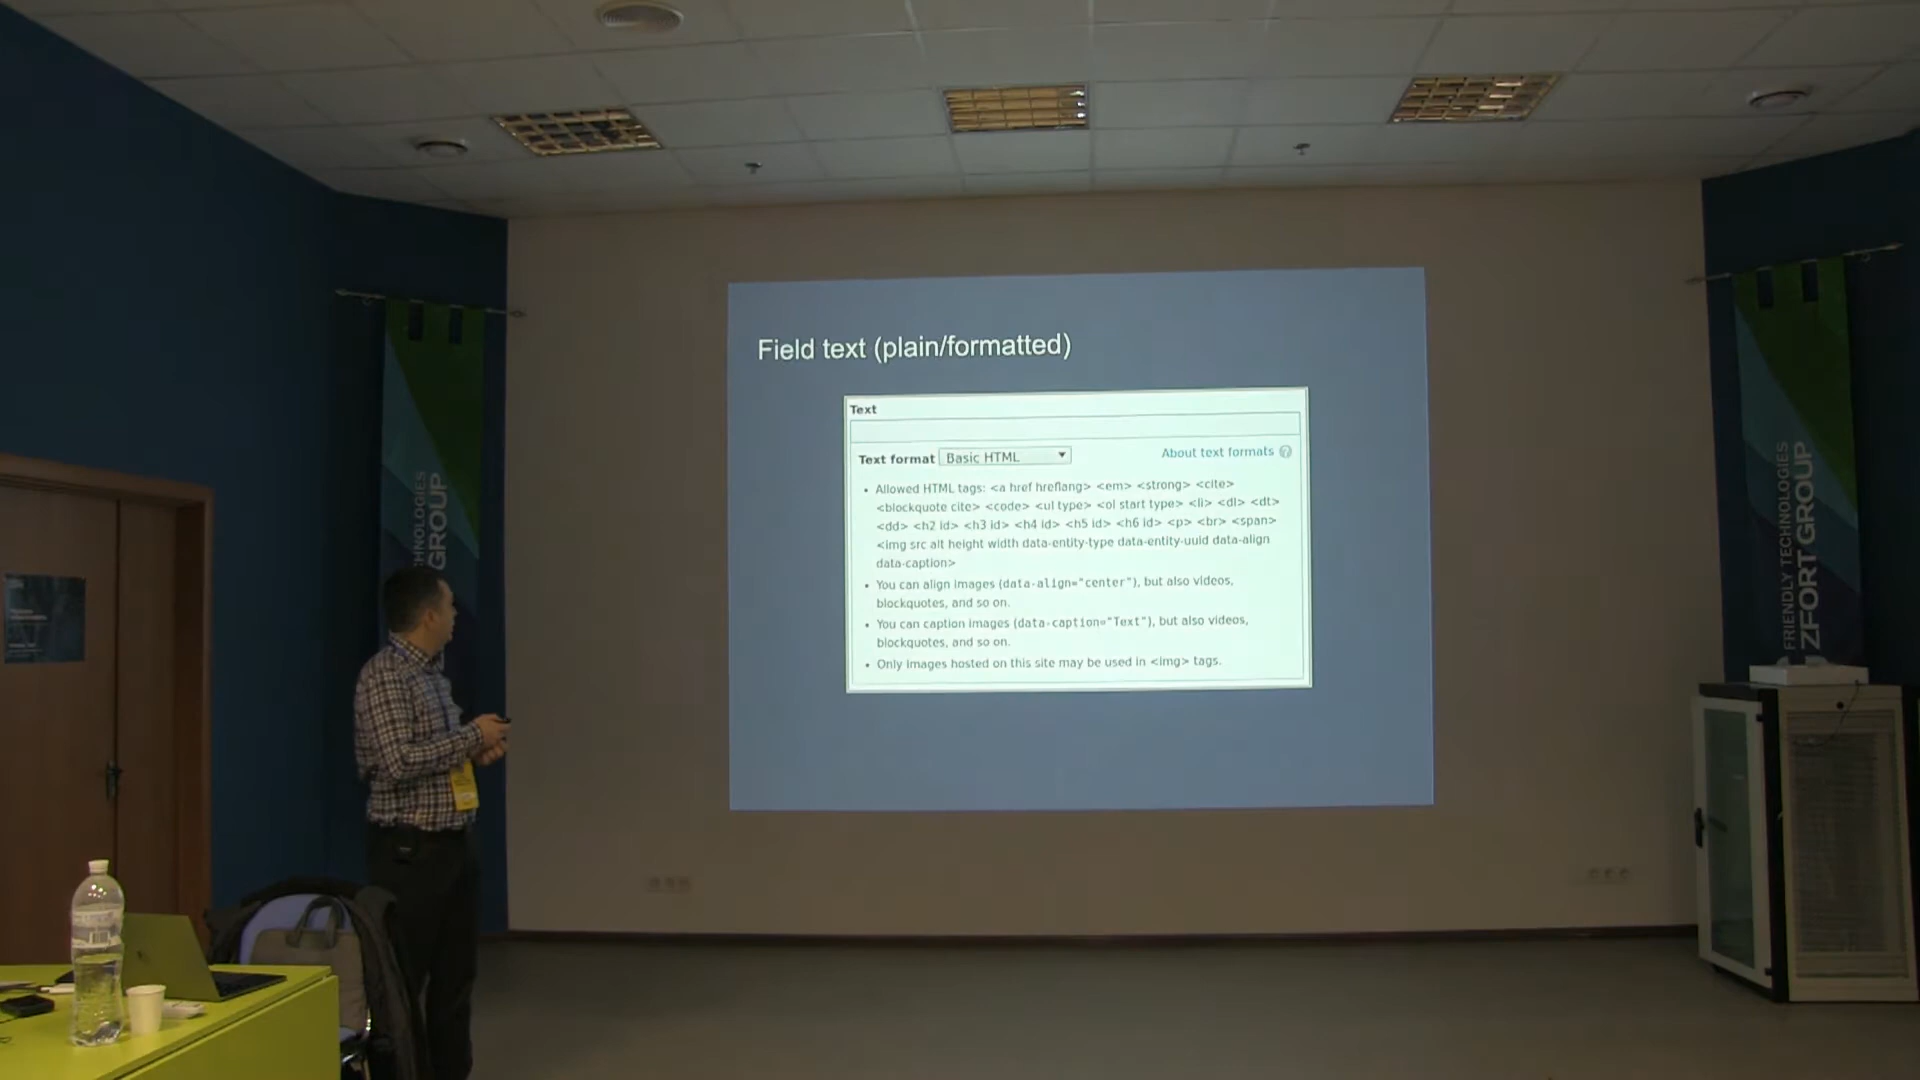 Field text (plain/formatted)
Text
Text format Basic HTML
About text formats ?
• Allowed HTML tags: <a href hreflang> <em> <strong> <cite>
<blockquote cite> <code> <ul type> <ol start type> <li> <dl> <dt>
<dd> <h2 id> <h3 id> <h4 id> <h5 id> <h6 id> <p> <br> <span>
<img src alt height width data-entity-type data-entity-uuid data-align
data-caption>
• You can align images (data-align="center"), but also videos,
blockquotes, and so on.
• You can caption images (data-caption="Text"), but also videos,
blockquotes, and so on.
• Only images hosted on this site may be used in <img> tags.
CHNOLOGIES
GROUP
FRIENDLY TECHNOLOGIES
ZFORT GROUP